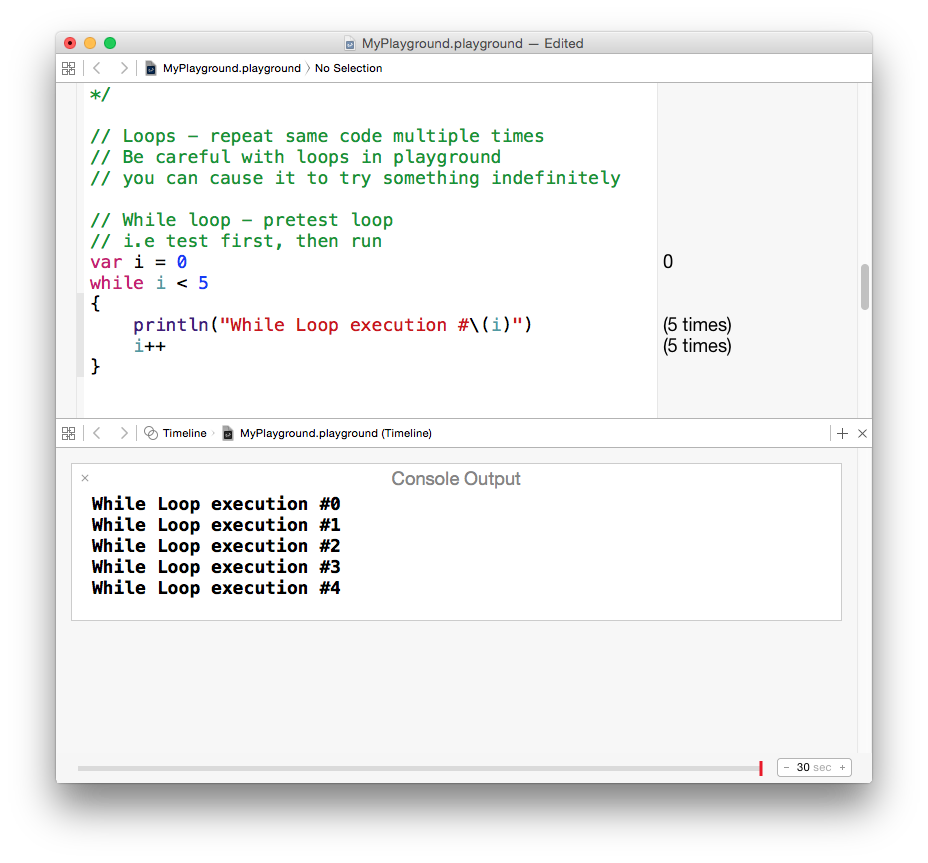 MyPlayground.playground — Edited
MyPlayground.playground 〉 No Selection
*/
// Loops – repeat same code multiple times
// Be careful with loops in playground
// you can cause it to try something indefinitely
// While loop – pretest loop
// i.e test first, then run
var i = 0 0
while i < 5
{
println("While Loop execution #\(i)") (5 times)
i++ (5 times)
}
Timeline 〉 MyPlayground.playground (Timeline) + ×
× Console Output
While Loop execution #0
While Loop execution #1
While Loop execution #2
While Loop execution #3
While Loop execution #4
− 30 sec +